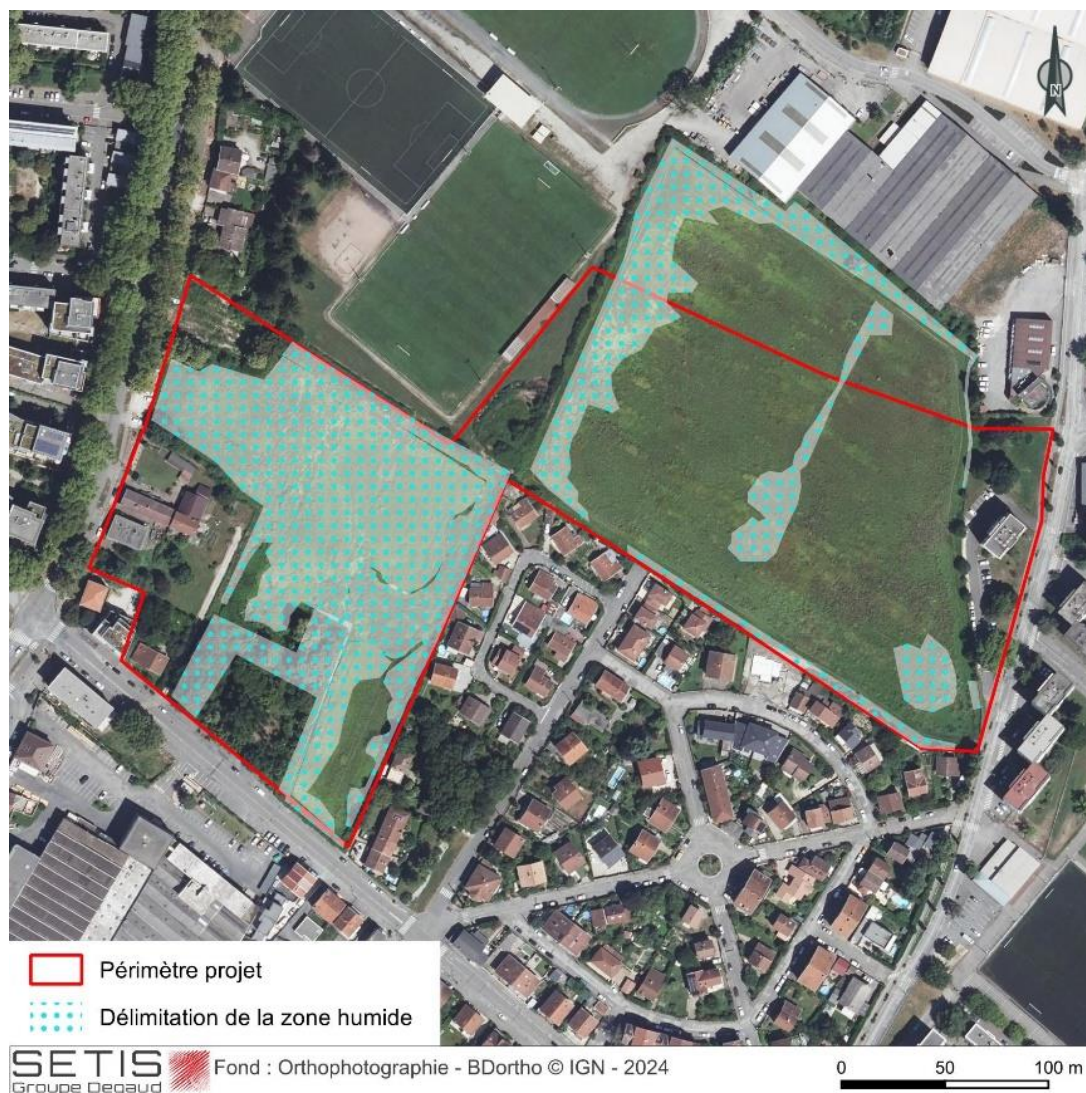 N
Périmètre projet
Délimitation de la zone humide
SETIS
Groupe Degaud
Fond : Orthophotographie - BDortho © IGN - 2024
0 50 100 m